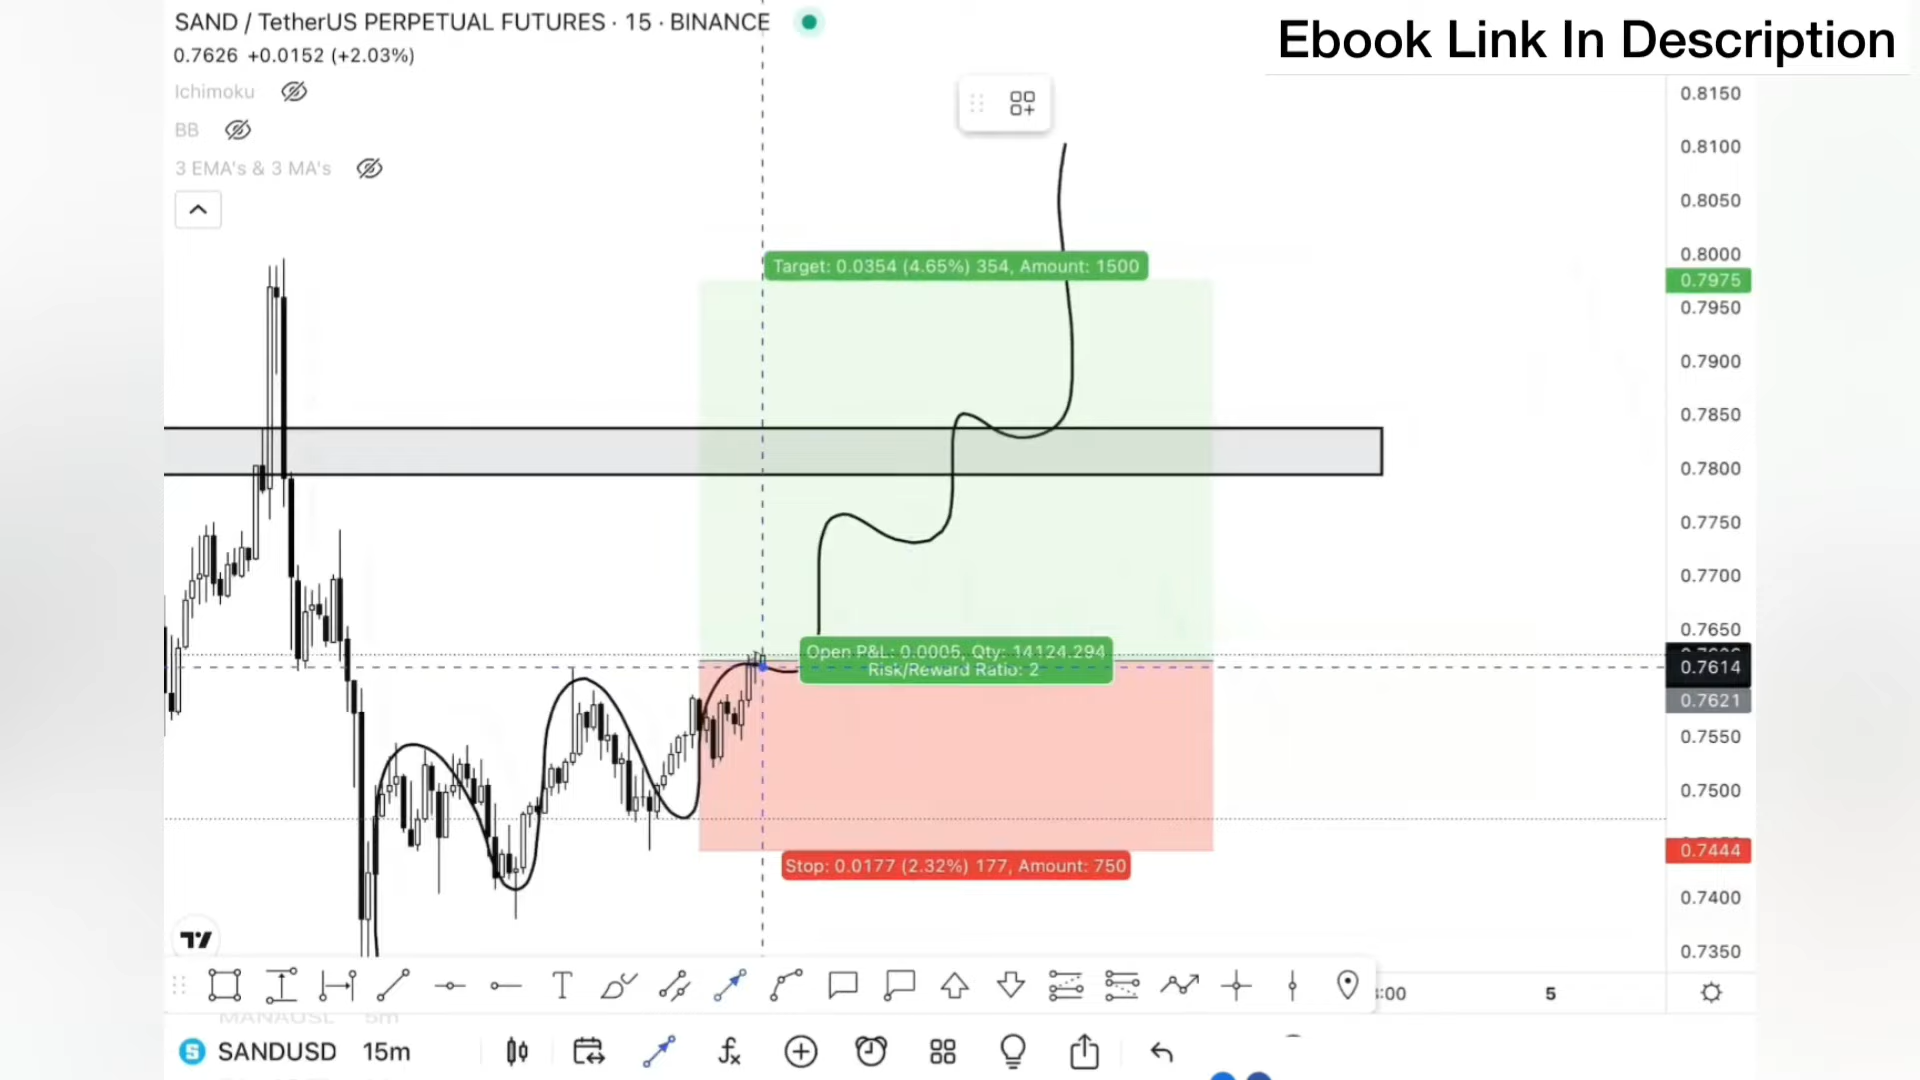 SAND / TetherUS PERPETUAL FUTURES · 15 · BINANCE
Ebook Link In Description
0.7626 +0.0152 (+2.03%)
Ichimoku
BB
3 EMA's & 3 MA's
0.8150
0.8100
0.8050
0.8000
Target: 0.0354 (4.65%) 354, Amount: 1500
0.7975
0.7950
0.7900
0.7850
0.7800
0.7750
0.7700
0.7650
Open P&L: 0.0005, Qty: 14124.294
Risk/Reward Ratio: 2
0.7614
0.7621
0.7550
0.7500
0.7444
Stop: 0.0177 (2.32%) 177, Amount: 750
0.7400
0.7350
T
:00
5
5m
SANDUSD 15m